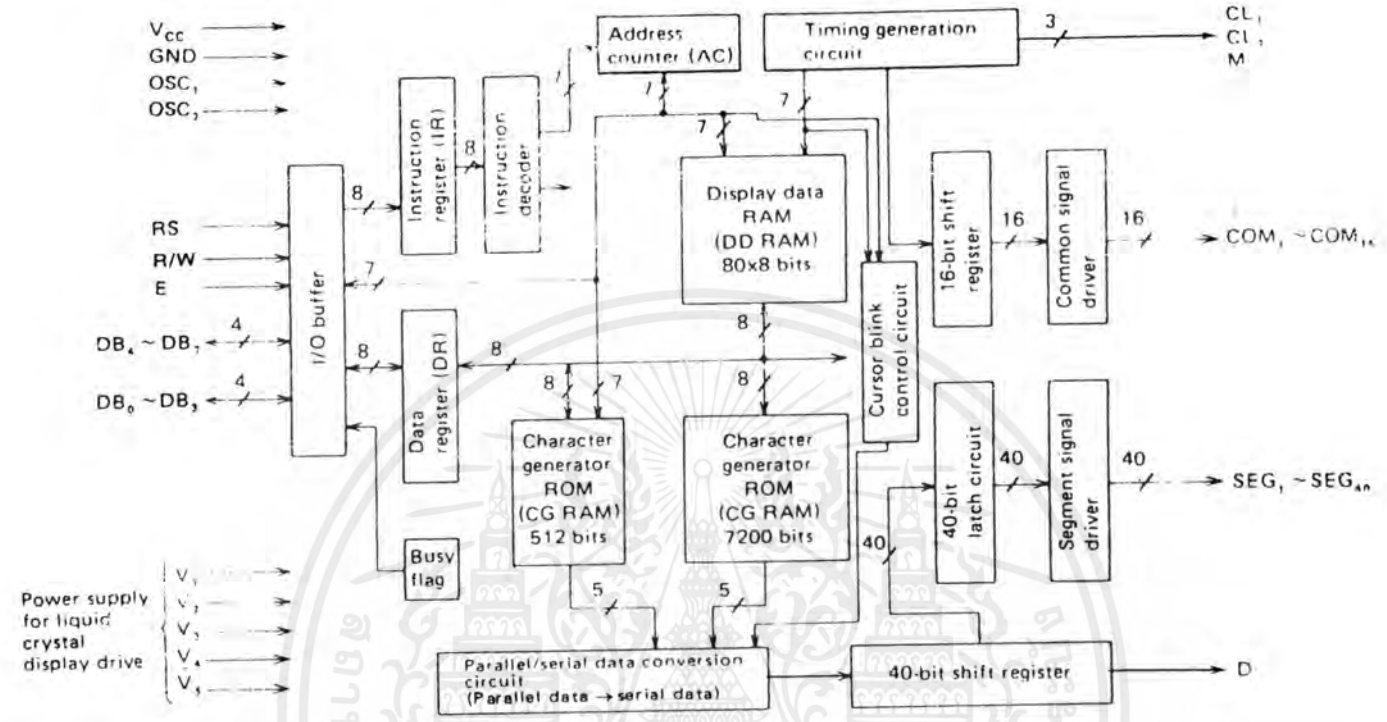 V_CC
GND
OSC₁
OSC₂
RS
R/W
E
DB₄ ~ DB₇
DB₀ ~ DB₃
4
4
I/O buffer
8
7
8
Instruction register (IR)
8
Instruction decoder
Data register (DR)
8
Busy flag
Address
counter (AC)
7
7
7
Timing generation
circuit
3
CL₁
M
7
Display data
RAM
(DD RAM)
80x8 bits
8
8
8
7
Character
generator
ROM
(CG RAM)
512 bits
Character
generator
ROM
(CG RAM)
7200 bits
5
5
Cursor blink
control circuit
16-bit shift
register
16
Common signal
driver
16
COM₁ ~COM₁₆
40-bit
latch circuit
40
Segment signal
driver
40
SEG₁ ~SEG₄₀
40
Power supply
for liquid
crystal
display drive
V₁
V₂
V₃
V₄
V₅
Parallel/serial data conversion
circuit
(Parallel data → serial data)
40-bit shift register
D